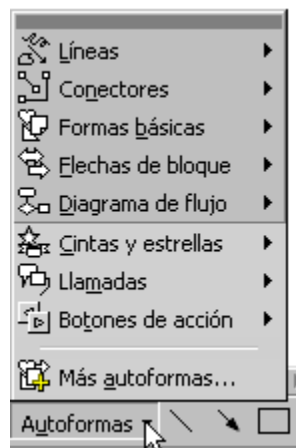 Líneas
Conectores
Formas básicas
Flechas de bloque
Diagrama de flujo
Cintas y estrellas
Llamadas
Botones de acción
Más autoformas...
Autoformas